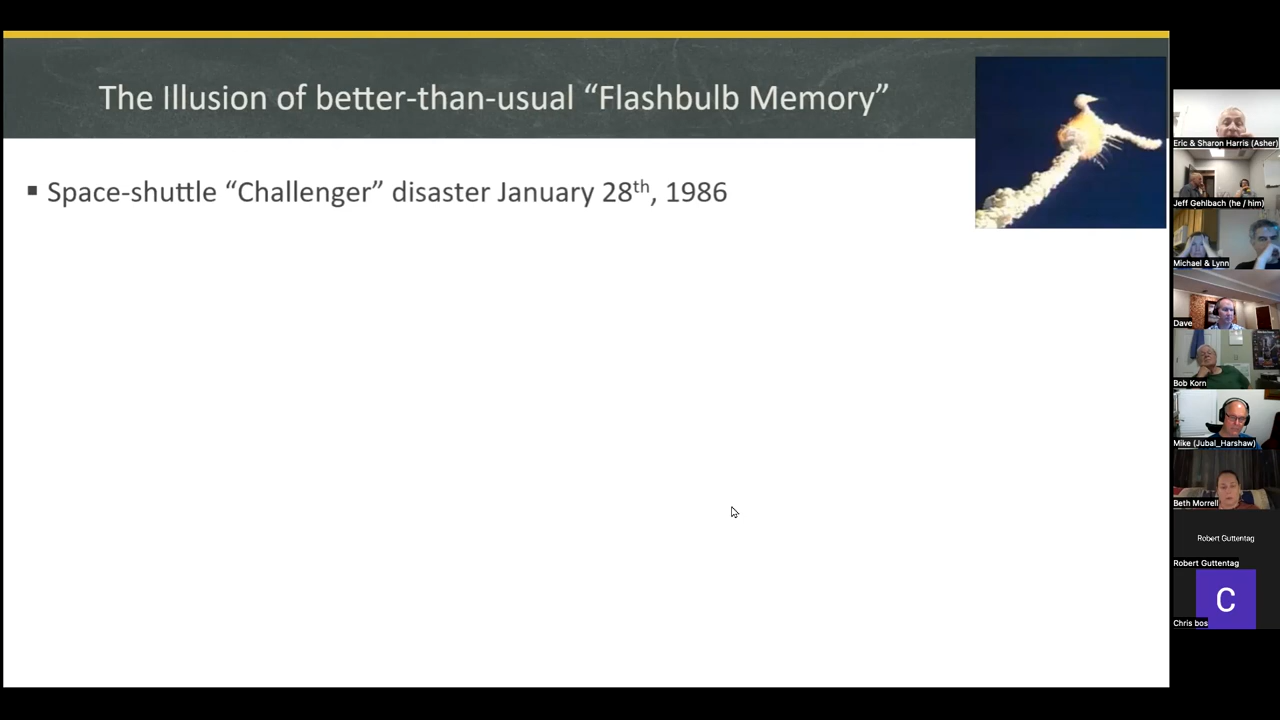 The Illusion of better-than-usual “Flashbulb Memory”
▪ Space-shuttle “Challenger” disaster January 28th, 1986
Eric & Sharon Harris (Asher)
Jeff Gehlbach (he / him)
Michael & Lynn
Dave
Bob Korn
Mike (Jubal_Harshaw)
Beth Morrell
Robert Guttentag
Robert Guttentag
C
Chris bos